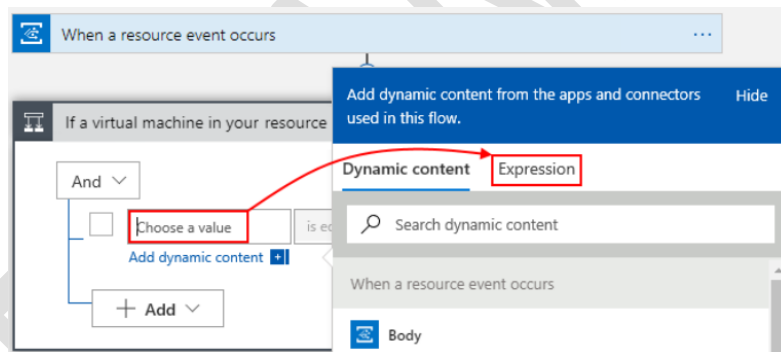 When a resource event occurs
...
Add dynamic content from the apps and connectors
used in this flow.
Hide
If a virtual machine in your resource
Dynamic content
Expression
And
Choose a value
is
Search dynamic content
Add dynamic content
When a resource event occurs
+ Add
Body